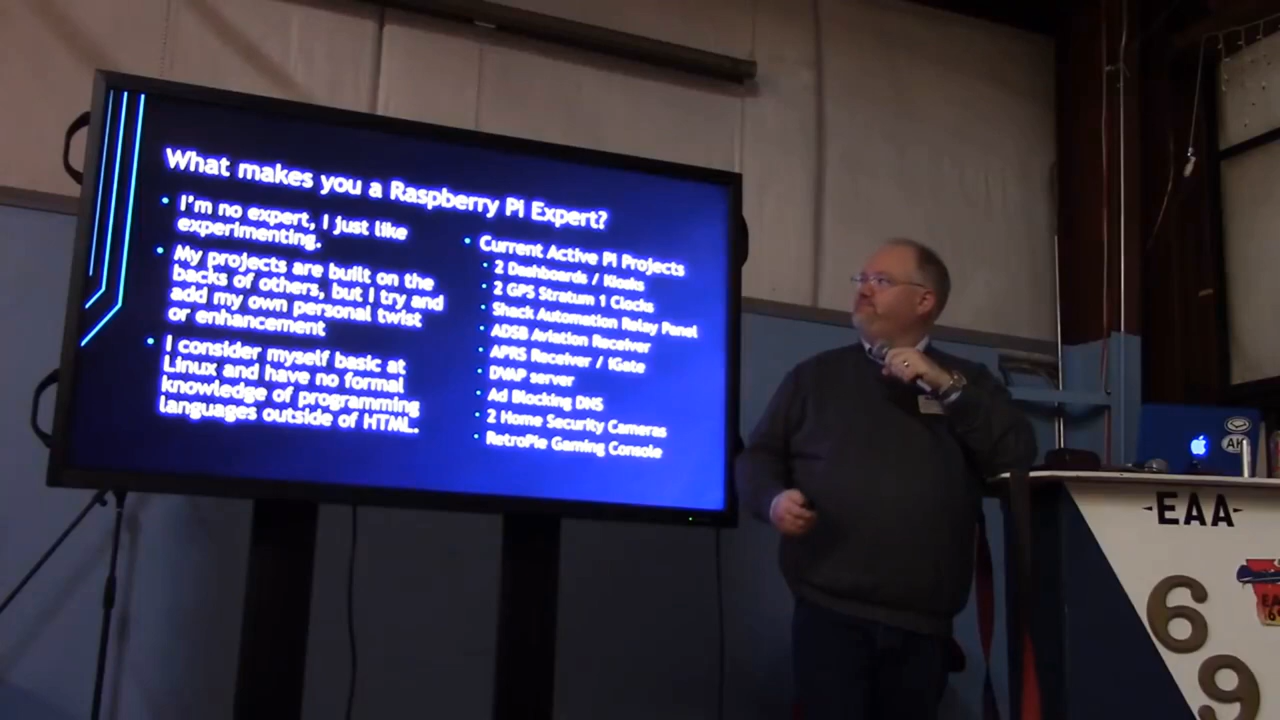 What makes you a Raspberry Pi Expert?
• I'm no expert, I just like
experimenting.
• My projects are built on the
backs of others, but I try and
add my own personal twist
or enhancement
• I consider myself basic at
Linux and have no formal
knowledge of programming
languages outside of HTML.
• Current Active Pi Projects
• 2 Dashboards / Kiosks
• 2 GPS Stratum 1 Clocks
• Shack Automation Relay Panel
• ADSB Aviation Receiver
• APRS Receiver / iGate
• DVAP server
• Ad Blocking DNS
• 2 Home Security Cameras
• RetroPie Gaming Console
AK
-EAA-
69